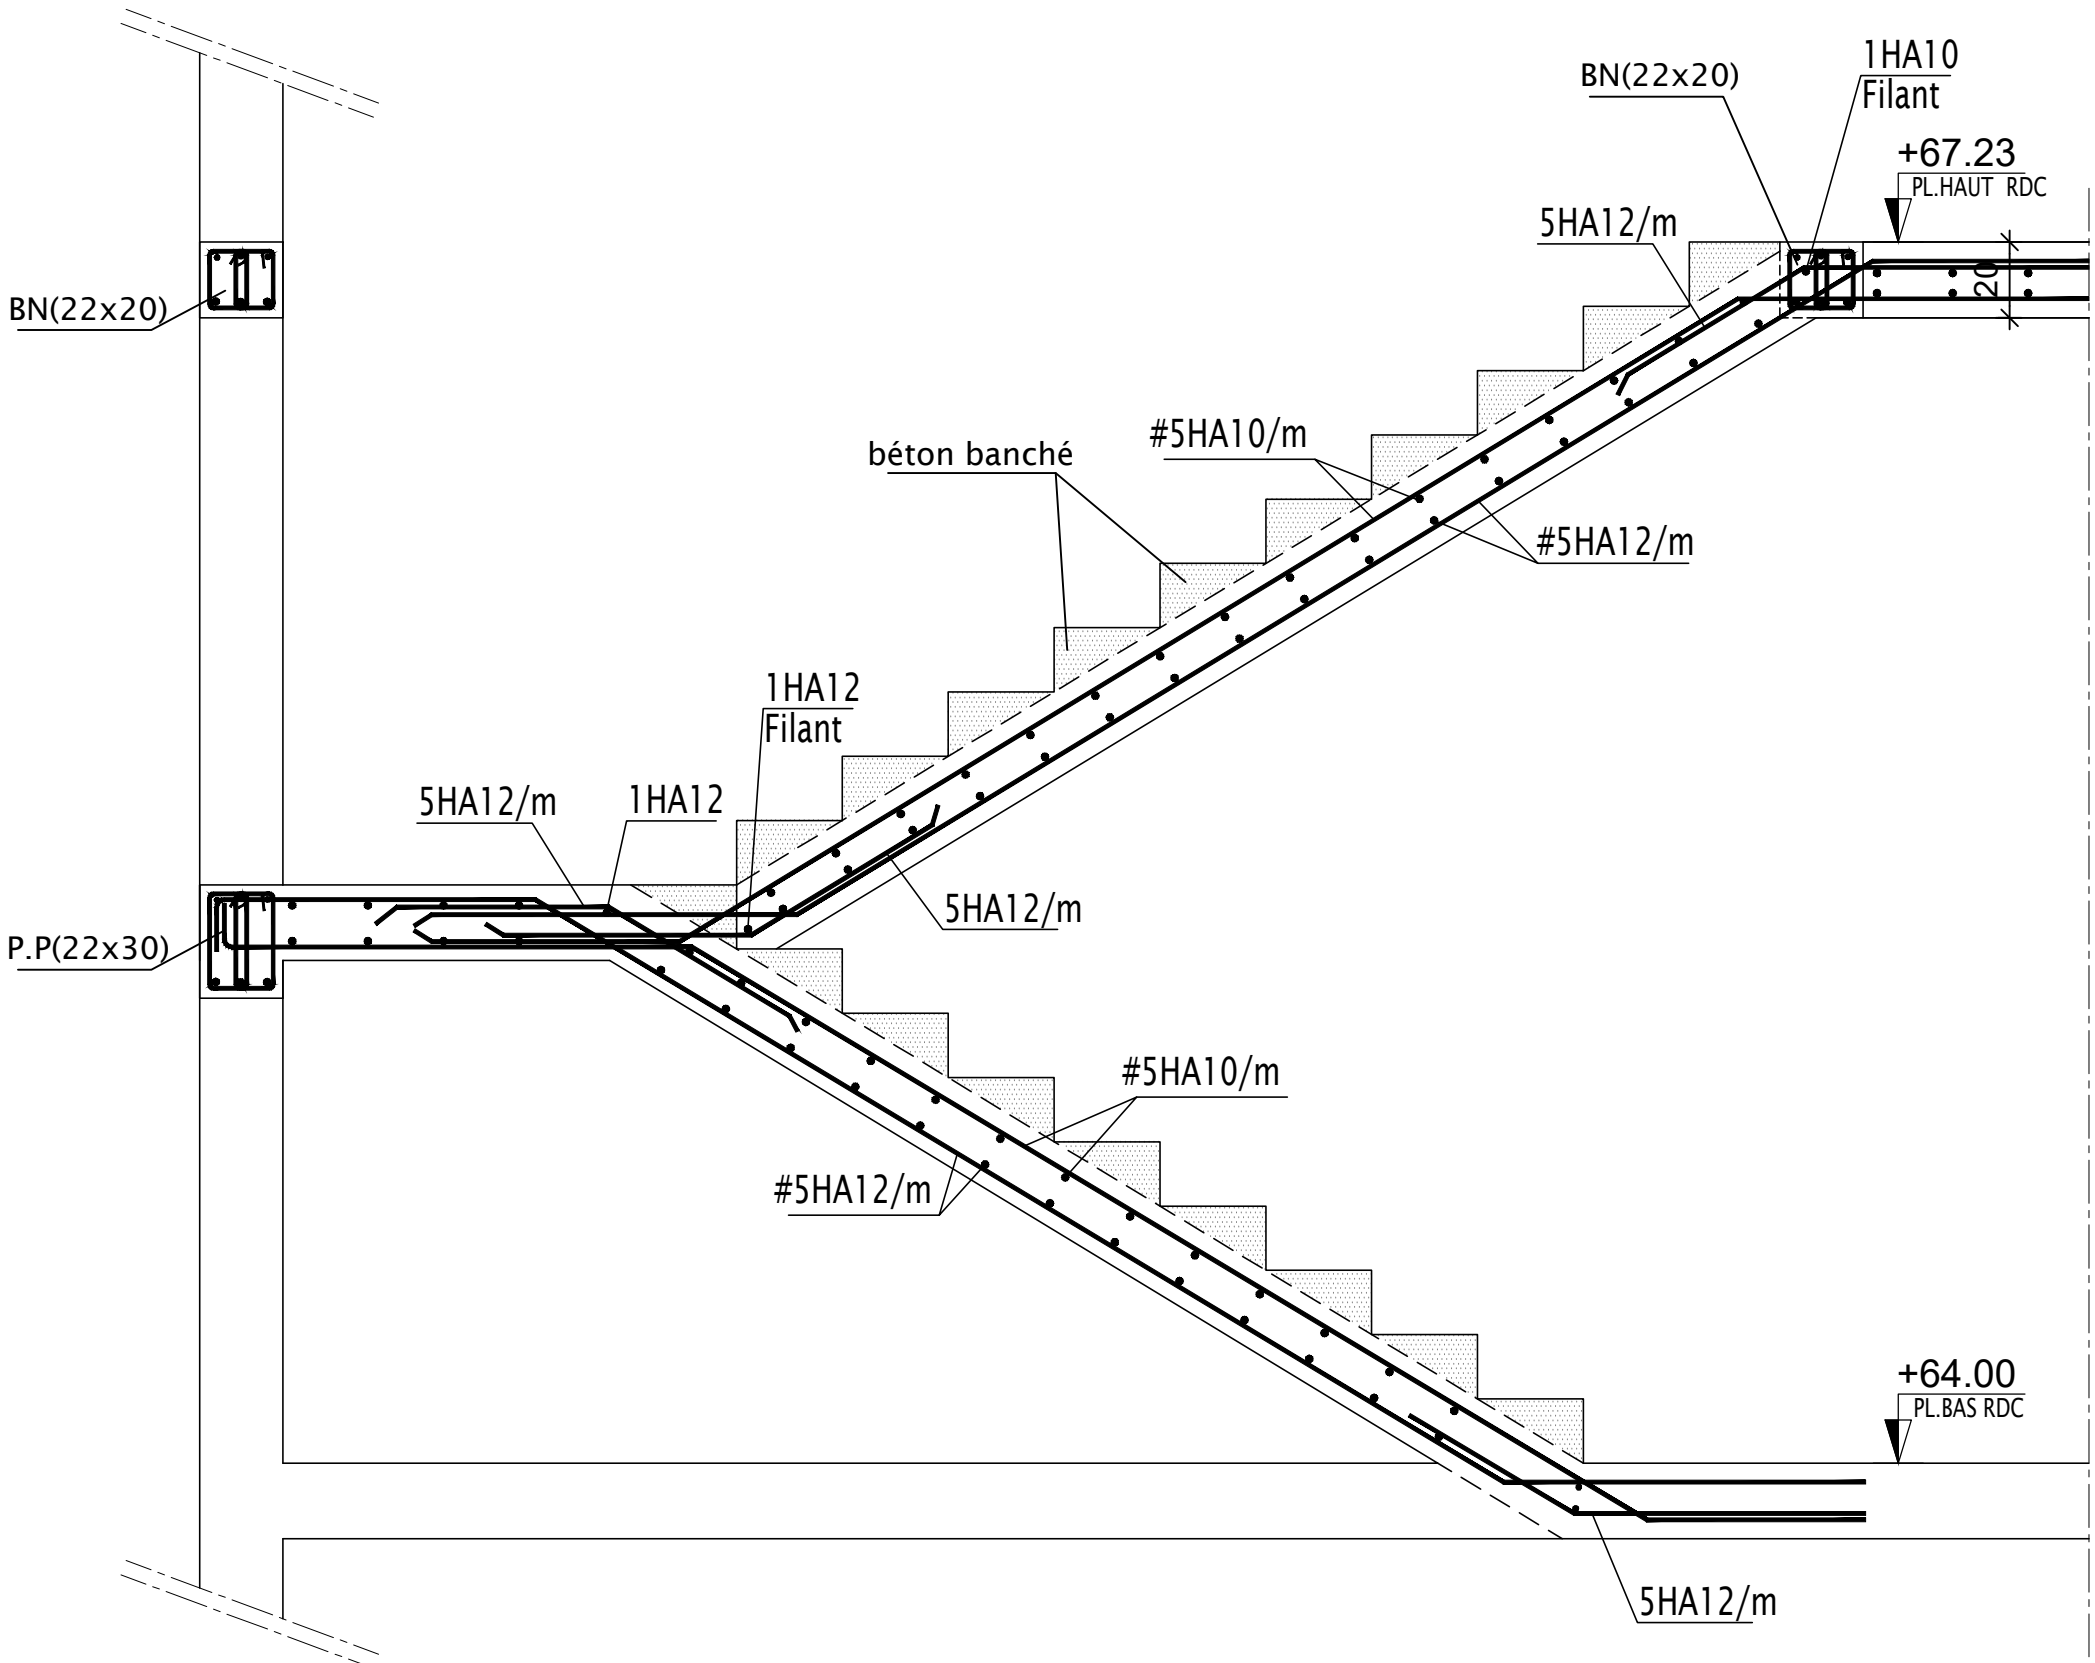 1HA10
Filant
BN(22x20)
+67.23
PL.HAUT RDC
5HA12/m
20
BN(22x20)
#5HA10/m
béton banché
#5HA12/m
1HA12
Filant
5HA12/m
1HA12
5HA12/m
P.P(22x30)
#5HA10/m
#5HA12/m
+64.00
PL.BAS RDC
5HA12/m